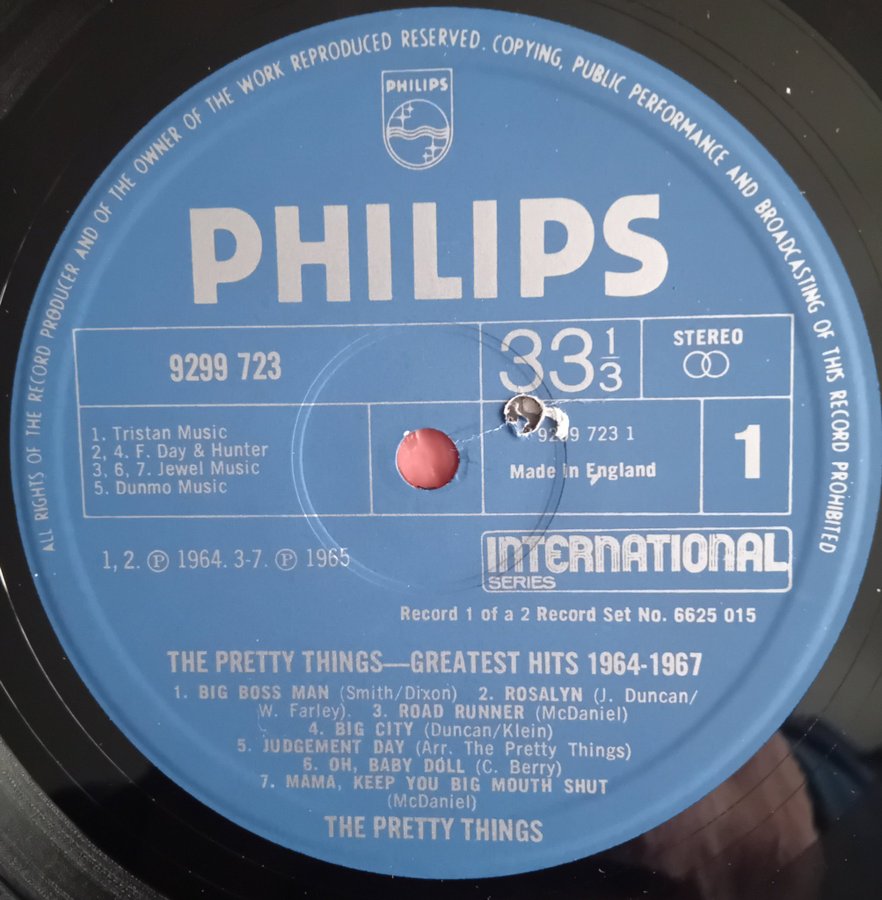 ALL RIGHTS OF THE RECORD PRODUCER AND OF THE OWNER OF THE WORK REPRODUCED RESERVED. COPYING, PUBLIC PERFORMANCE AND BROADCASTING OF THIS RECORD PROHIBITED
PHILIPS
PHILIPS
9299 723
33 1/3
STEREO
1. Tristan Music
2, 4. F. Day & Hunter
3, 6, 7. Jewel Music
5. Dunmo Music
723 1
Made in England
1
1, 2. ℗ 1964. 3-7. ℗ 1965
INTERNATIONAL
SERIES
Record 1 of a 2 Record Set No. 6625 015
THE PRETTY THINGS—GREATEST HITS 1964-1967
1. BIG BOSS MAN (Smith/Dixon) 2. ROSALYN (J. Duncan/
W. Farley). 3. ROAD RUNNER (McDaniel)
4. BIG CITY (Duncan/Klein)
5. JUDGEMENT DAY (Arr. The Pretty Things)
6. OH, BABY DOLL (C. Berry)
7. MAMA, KEEP YOU BIG MOUTH SHUT
(McDaniel)
THE PRETTY THINGS